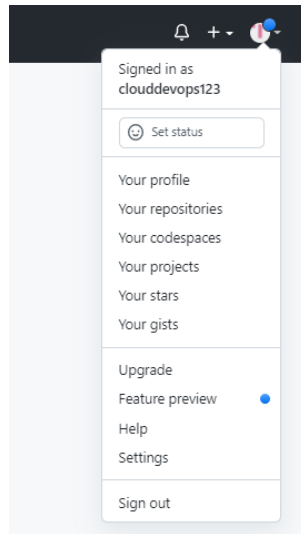 Signed in as
clouddevops123
Set status
Your profile
Your repositories
Your codespaces
Your projects
Your stars
Your gists
Upgrade
Feature preview
Help
Settings
Sign out